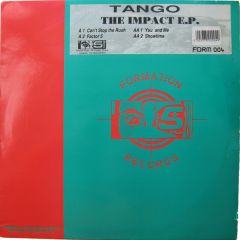 TANGO
THE IMPACT E.P.
A 1 Can't Stop the Rush
A 2 Factor 5
AA 1 You and Me
AA 2 Showtime
FORM 004
FORMATION
RECORDS